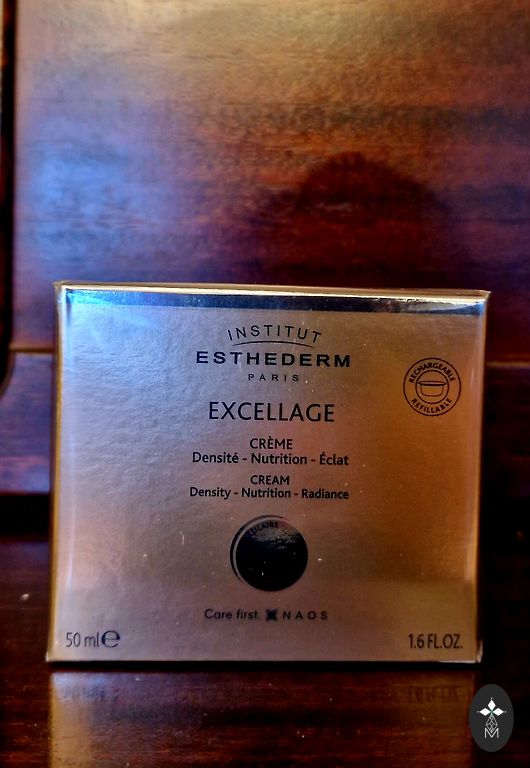 INSTITUT
ESTHEDERM
PARIS
RECHARGEABLE
REFILLABLE
EXCELLAGE
CRÈME
Densité - Nutrition - Éclat
CREAM
Density - Nutrition - Radiance
Care first. NAOS
50 ml℮
1.6 FL.OZ.
M